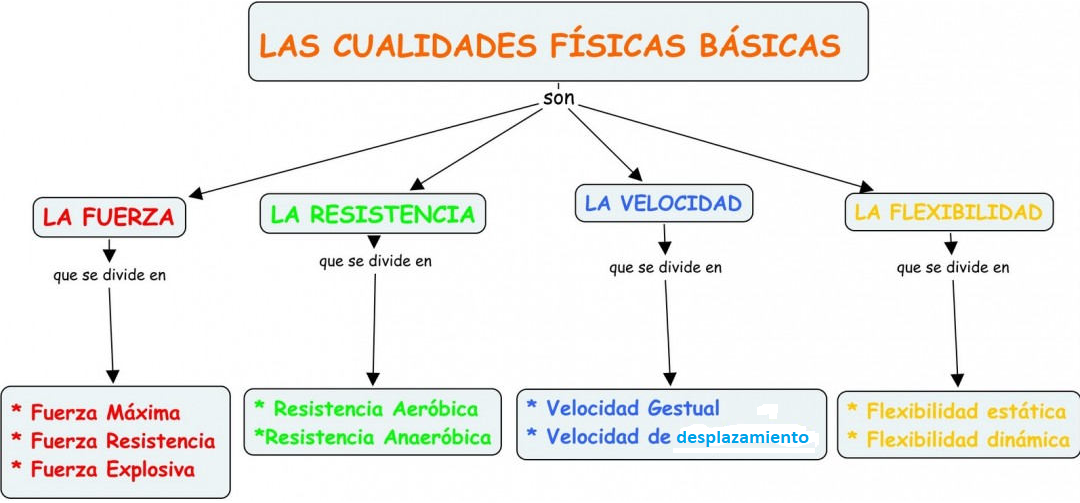 LAS CUALIDADES FÍSICAS BÁSICAS
son
LA FUERZA
LA RESISTENCIA
LA VELOCIDAD
LA FLEXIBILIDAD
que se divide en
que se divide en
que se divide en
que se divide en
* Fuerza Máxima
* Fuerza Resistencia
* Fuerza Explosiva
* Resistencia Aeróbica
*Resistencia Anaeróbica
* Velocidad Gestual
* Velocidad de desplazamiento
* Flexibilidad estática
* Flexibilidad dinámica